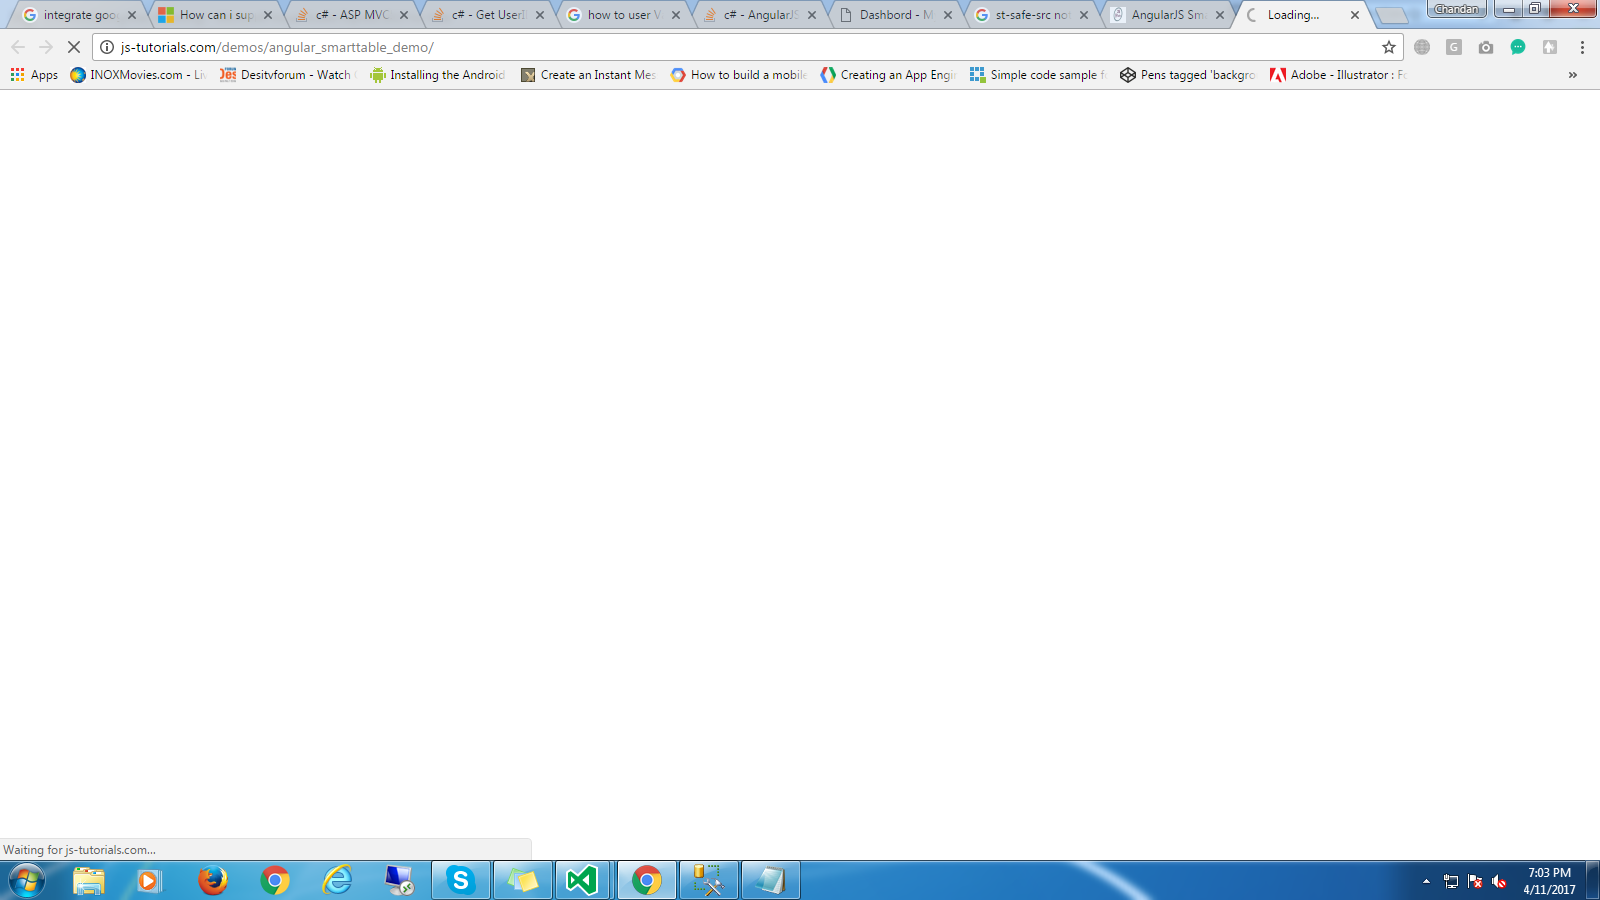 integrate goo
How can i sup
c# - ASP MVC
c# - Get UserI
how to user V
c# - AngularJS
Dashbord - M
st-safe-src no
AngularJS Sm
Loading...
Chandan
js-tutorials.com/demos/angular_smarttable_demo/
Apps
INOXMovies.com - Liv
Desitvforum - Watch
Installing the Android
Create an Instant Mes
How to build a mobile
Creating an App Engi
Simple code sample f
Pens tagged 'backgro
Adobe - Illustrator : Fo
Waiting for js-tutorials.com...
7:03 PM
4/11/2017